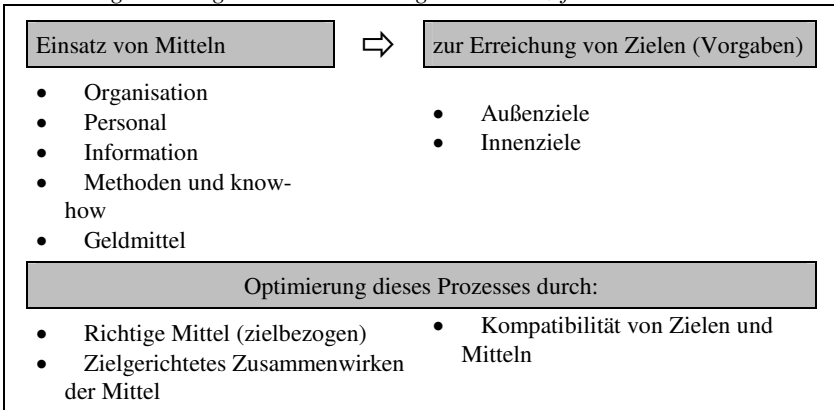 Einsatz von Mitteln
⇨
zur Erreichung von Zielen (Vorgaben)
• Organisation
• Personal
• Information
• Methoden und know-
how
• Geldmittel
• Außenziele
• Innenziele
Optimierung dieses Prozesses durch:
• Richtige Mittel (zielbezogen)
• Zielgerichtetes Zusammenwirken
der Mittel
• Kompatibilität von Zielen und
Mitteln